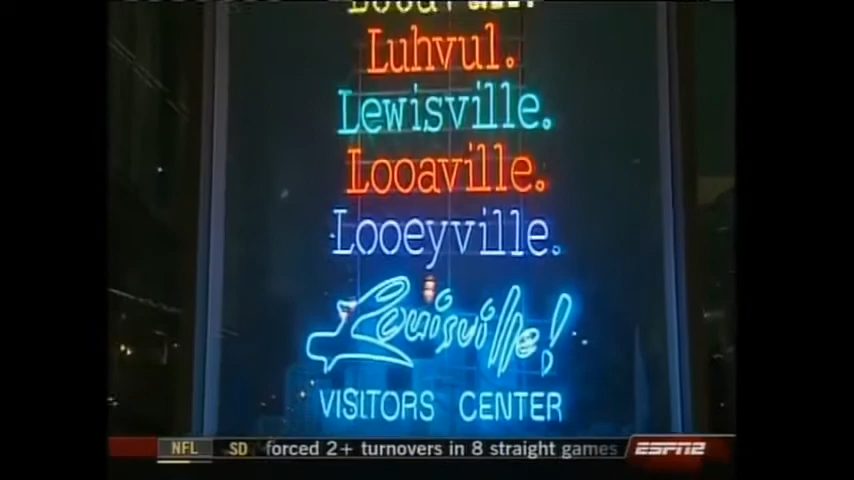 Luhvul.
Lewisville.
Looaville.
Looeyville.
Louisville!
VISITORS CENTER
NFL SD forced 2+ turnovers in 8 straight games ESPN2